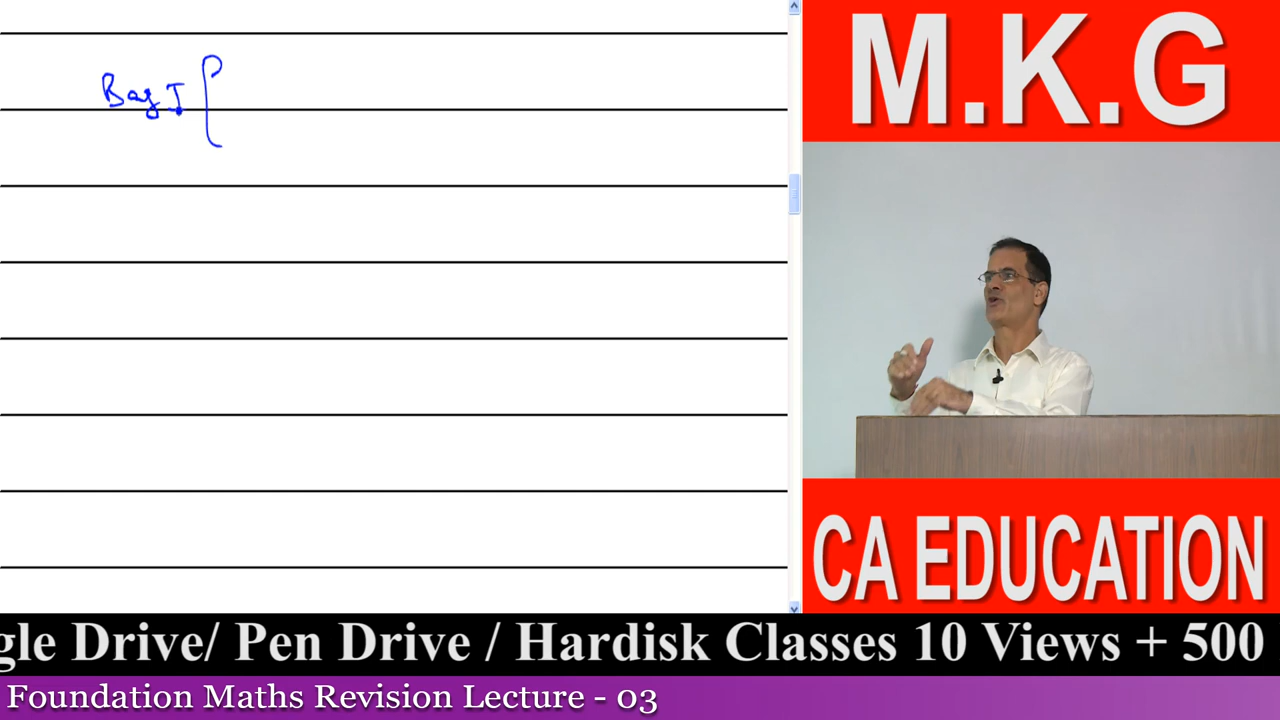 Bag I {
M.K.G
CA EDUCATION
gle Drive/ Pen Drive / Hardisk Classes 10 Views + 500
Foundation Maths Revision Lecture - 03